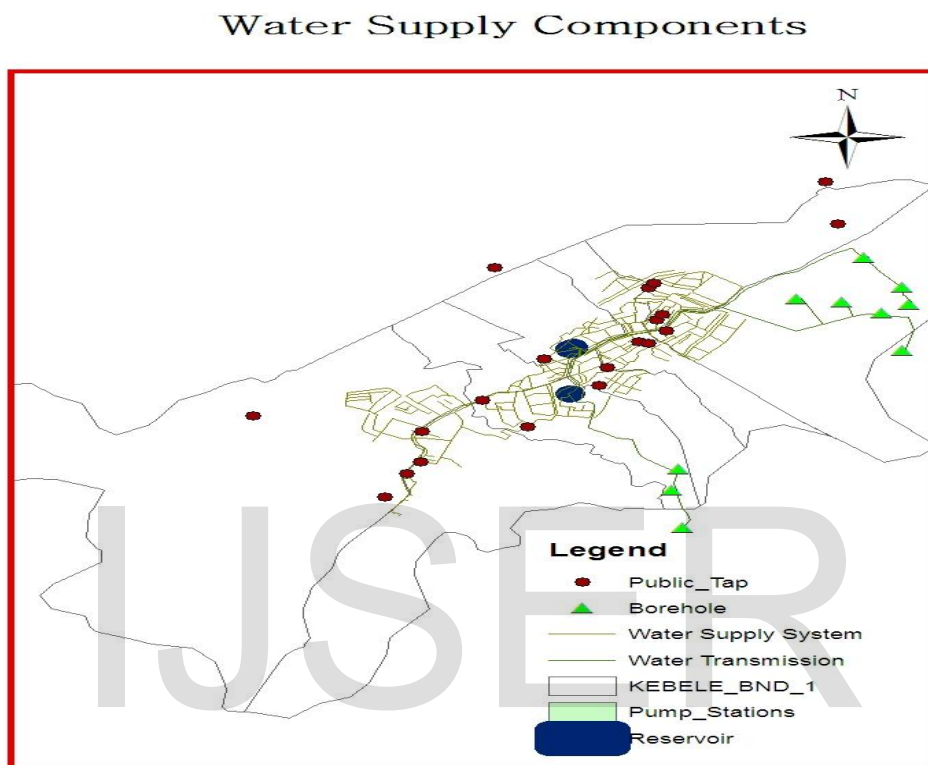 Water Supply Components
N
IJSER
Legend
Public_Tap
Borehole
Water Supply System
Water Transmission
KEBELE_BND_1
Pump_Stations
Reservoir